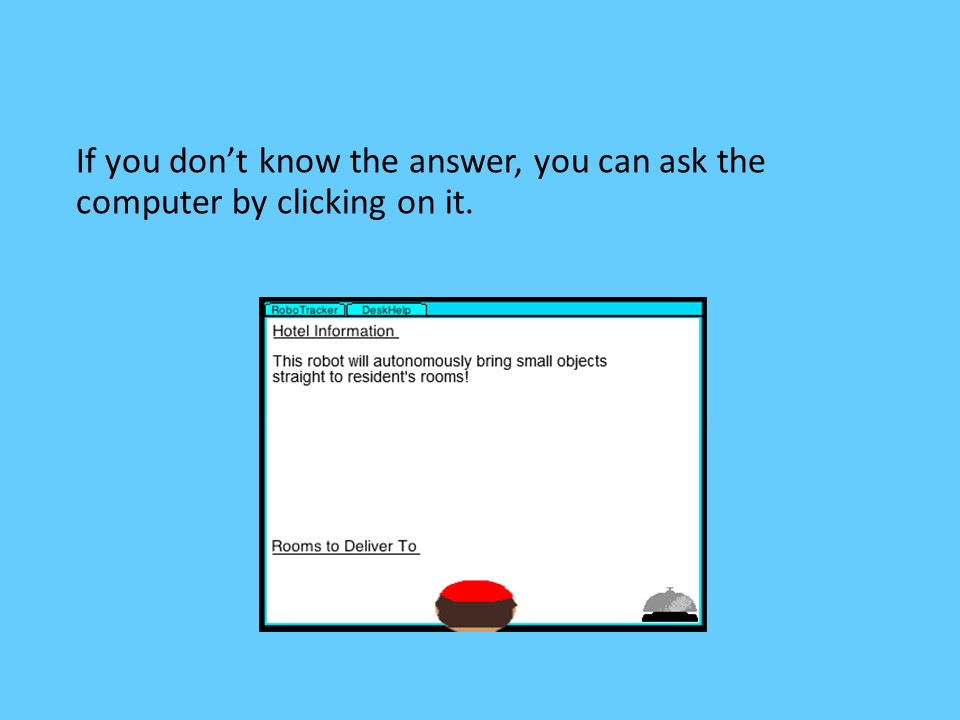 If you don’t know the answer, you can ask the
computer by clicking on it.
RoboTracker DeskHelp
Hotel Information
This robot will autonomously bring small objects
straight to resident's rooms!
Rooms to Deliver To